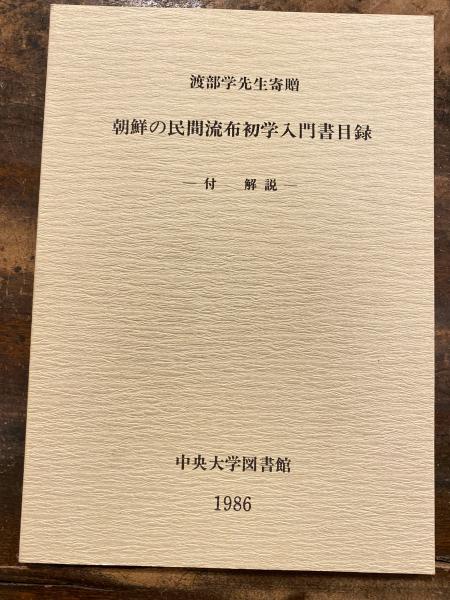 渡部学先生寄贈
朝鮮の民間流布初学入門書目録
―付　解説―
中央大学図書館
1986